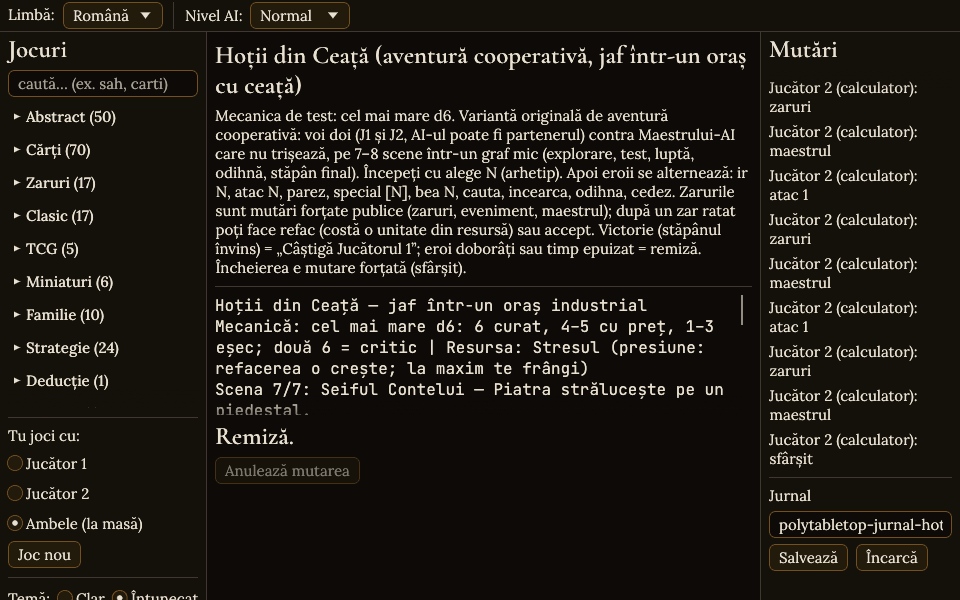 Limbă: Română ▼ Nivel AI: Normal ▼
Jocuri
caută... (ex. sah, carti)
▸ Abstract (50)
▸ Cărți (70)
▸ Zaruri (17)
▸ Clasic (17)
▸ TCG (5)
▸ Miniaturi (6)
▸ Familie (10)
▸ Strategie (24)
▸ Deducție (1)
Tu joci cu:
Jucător 1
Jucător 2
Ambele (la masă)
Joc nou
Temă: Clar Întunecat
Hoții din Ceață (aventură cooperativă, jaf într-un oraș
cu ceață)
Mecanica de test: cel mai mare d6. Variantă originală de aventură
cooperativă: voi doi (J1 și J2, AI-ul poate fi partenerul) contra Maestrului-AI
care nu trișează, pe 7–8 scene într-un graf mic (explorare, test, luptă,
odihnă, stăpân final). Începeți cu alege N (arhetip). Apoi eroii se alternează: ir
N, atac N, parez, special [N], bea N, cauta, incearca, odihna, cedez. Zarurile
sunt mutări forțate publice (zaruri, eveniment, maestrul); după un zar ratat
poți face refac (costă o unitate din resursă) sau accept. Victorie (stăpânul
învins) = „Câștigă Jucătorul 1”; eroi doborâți sau timp epuizat = remiză.
Încheierea e mutare forțată (sfârșit).
Hoții din Ceață — jaf într-un oraș industrial
Mecanică: cel mai mare d6: 6 curat, 4–5 cu preț, 1–3
eșec; două 6 = critic | Resursa: Stresul (presiune:
refacerea o crește; la maxim te frângi)
Scena 7/7: Seiful Contelui — Piatra strălucește pe un
piedestal.
Remiză.
Anulează mutarea
Mutări
Jucător 2 (calculator):
zaruri
Jucător 2 (calculator):
maestrul
Jucător 2 (calculator):
atac 1
Jucător 2 (calculator):
zaruri
Jucător 2 (calculator):
maestrul
Jucător 2 (calculator):
atac 1
Jucător 2 (calculator):
zaruri
Jucător 2 (calculator):
maestrul
Jucător 2 (calculator):
sfârșit
Jurnal
polytabletop-jurnal-hot
Salvează Încarcă